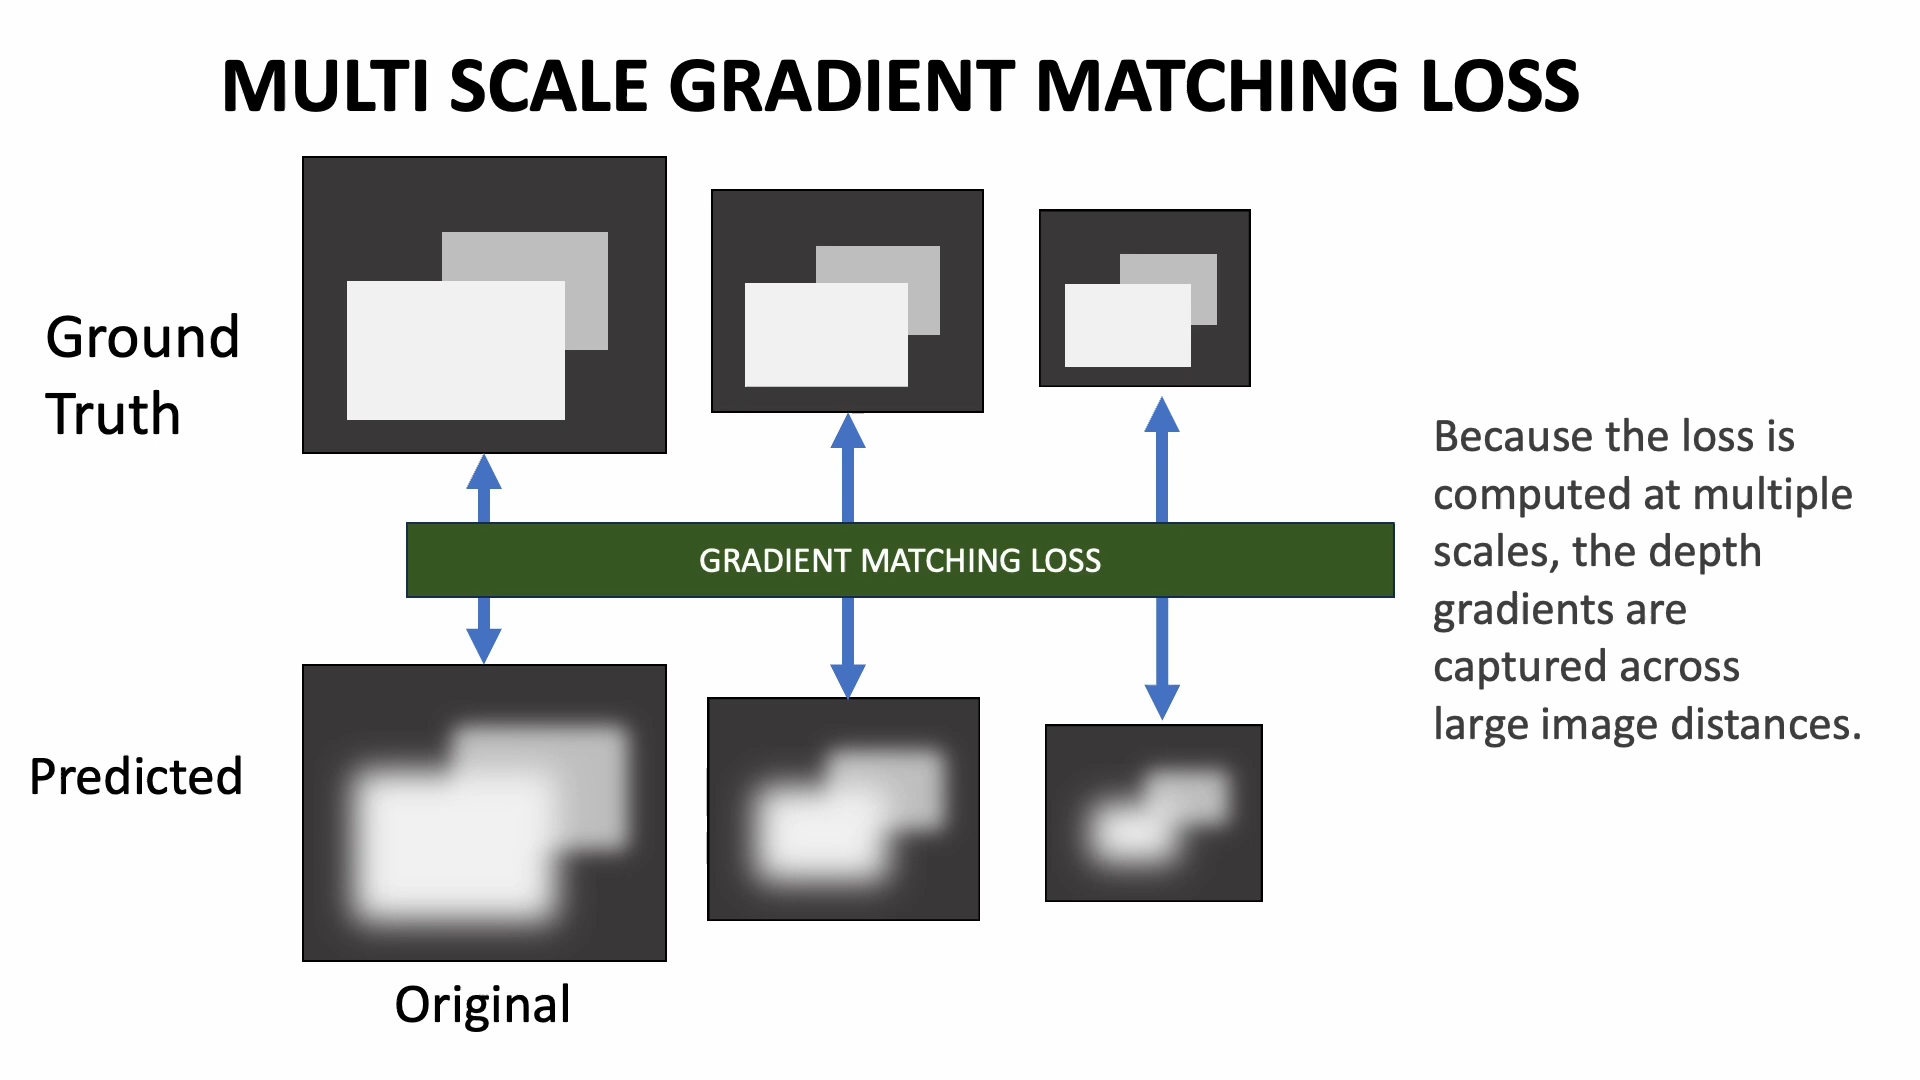 MULTI SCALE GRADIENT MATCHING LOSS
Ground
Truth
GRADIENT MATCHING LOSS
Predicted
Original
Because the loss is
computed at multiple
scales, the depth
gradients are
captured across
large image distances.